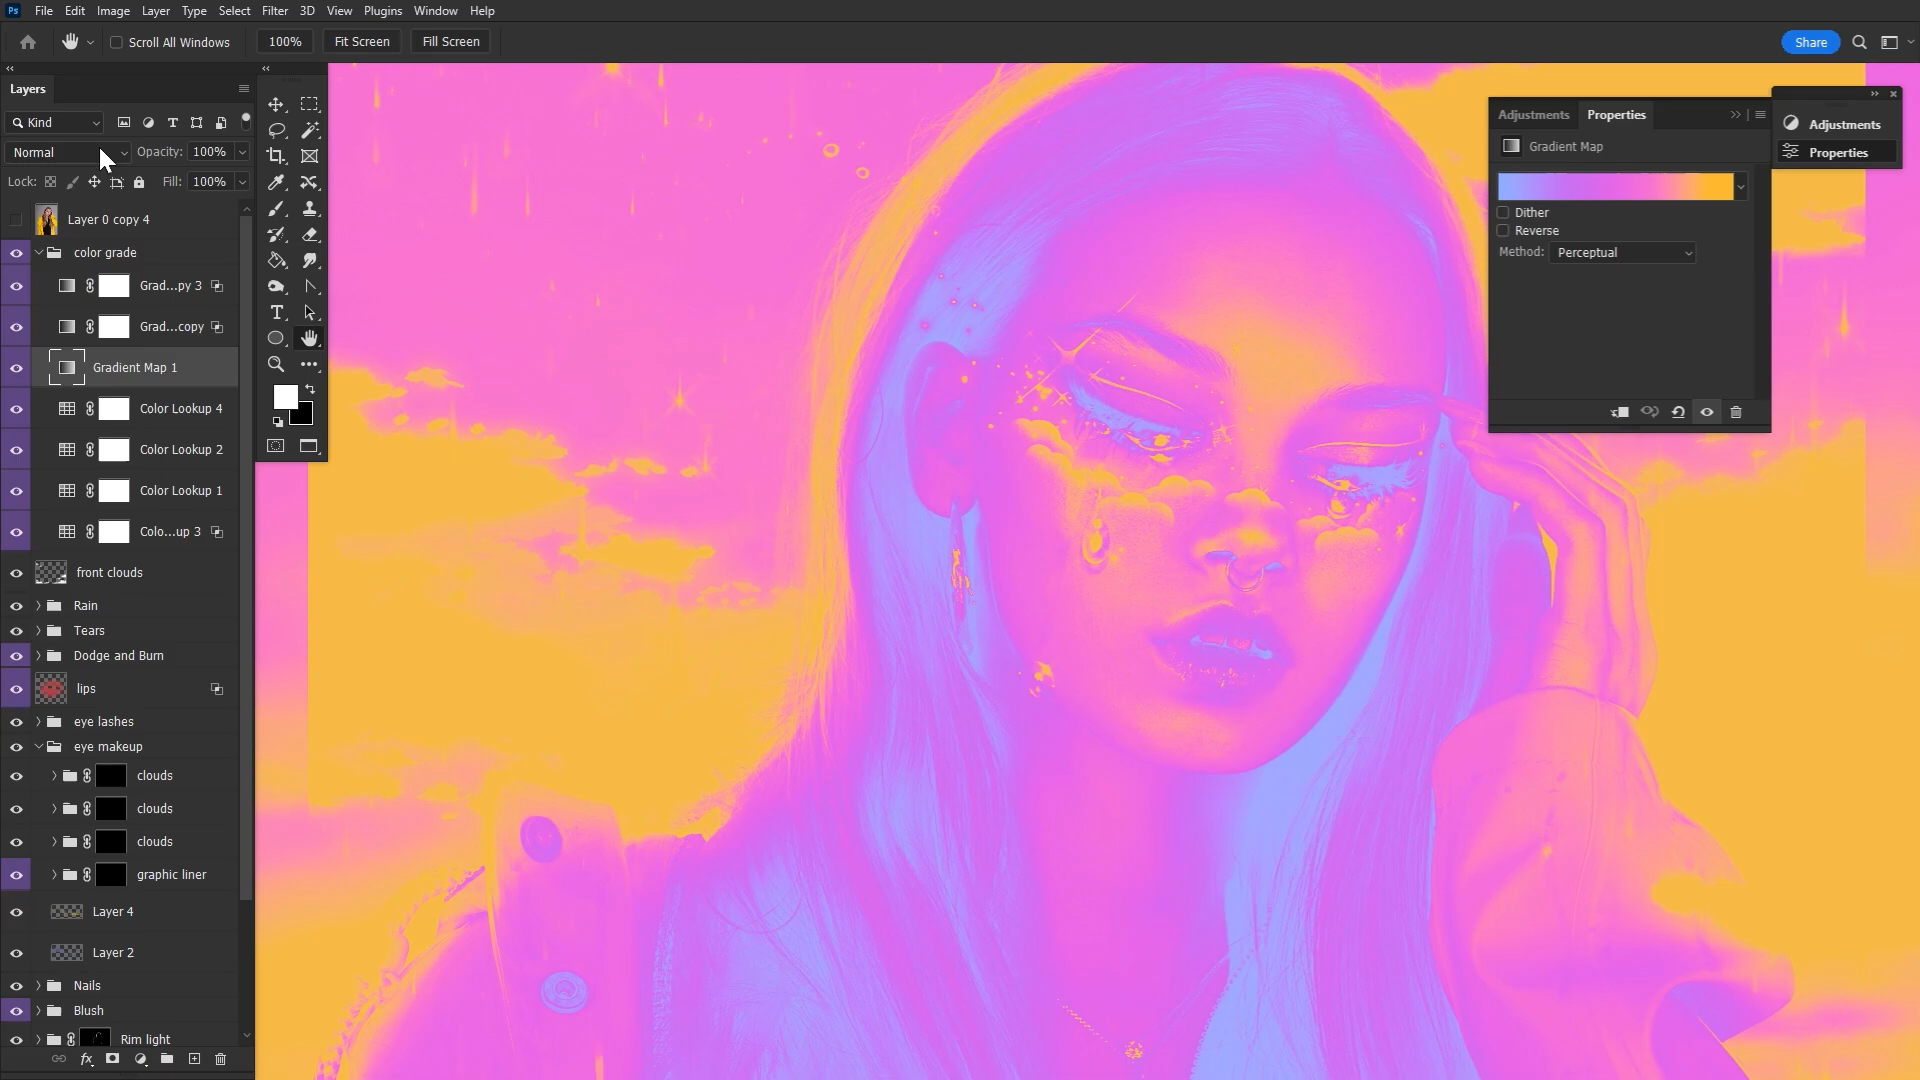 Ps File Edit Image Layer Type Select Filter 3D View Plugins Window Help
Scroll All Windows 100% Fit Screen Fill Screen Share
Layers
Kind
Normal Opacity: 100%
Lock: Fill: 100%
Layer 0 copy 4
color grade
Grad...py 3
Grad...copy
Gradient Map 1
Color Lookup 4
Color Lookup 2
Color Lookup 1
Colo...up 3
front clouds
Rain
Tears
Dodge and Burn
lips
eye lashes
eye makeup
clouds
clouds
clouds
graphic liner
Layer 4
Layer 2
Nails
Blush
Rim light
fx
Adjustments Properties
Gradient Map
Dither
Reverse
Method: Perceptual
Adjustments
Properties